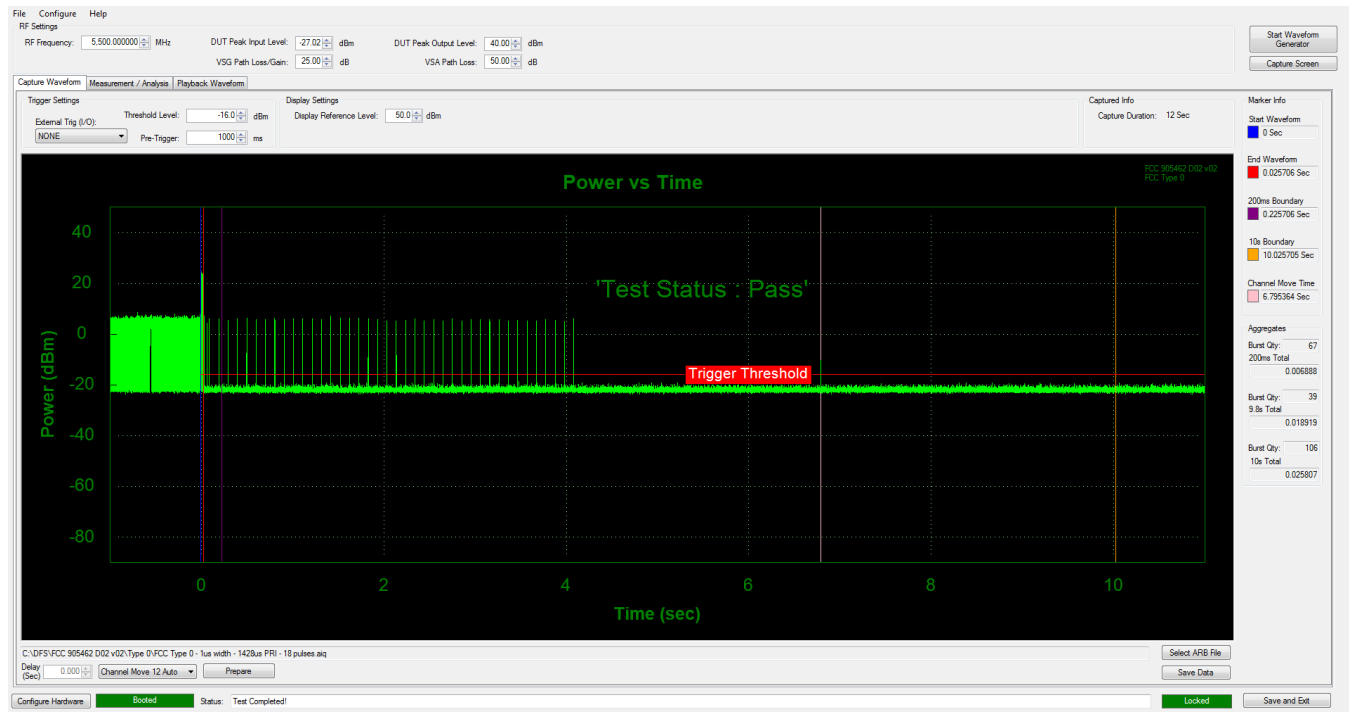 File Configure Help
RF Settings
RF Frequency: 5,500.000000 MHz DUT Peak Input Level: -27.02 dBm DUT Peak Output Level: 40.00 dBm
VSG Path Loss/Gain: 25.00 dB VSA Path Loss: 50.00 dB
Start Waveform Generator
Capture Screen
Capture Waveform Measurement / Analysis Playback Waveform
Trigger Settings
External Trig (I/O): Threshold Level: -16.0 dBm
NONE Pre-Trigger: 1000 ms
Display Settings
Display Reference Level: 50.0 dBm
Captured Info
Capture Duration: 12 Sec
Marker Info
Start Waveform
0 Sec
End Waveform
0.025706 Sec
200ms Boundary
0.225706 Sec
10s Boundary
10.025705 Sec
Channel Move Time
6.795364 Sec
Aggregates
Burst Qty: 67
200ms Total
0.006888
Burst Qty: 39
9.8s Total
0.018919
Burst Qty: 106
10s Total
0.025807
Power vs Time
FCC 905462 D02 v02
FCC Type 0
'Test Status : Pass'
Trigger Threshold
Power (dBm)
40
20
0
-20
-40
-60
-80
0 2 4 6 8 10
Time (sec)
C:\DFS\FCC 905462 D02 v02\Type 0\FCC Type 0 - 1us width - 1428us PRI - 18 pulses.aiq
Select ARB File
Delay (Sec) 0.000 Channel Move 12 Auto Prepare
Save Data
Configure Hardware Booted Status: Test Completed! Locked Save and Exit